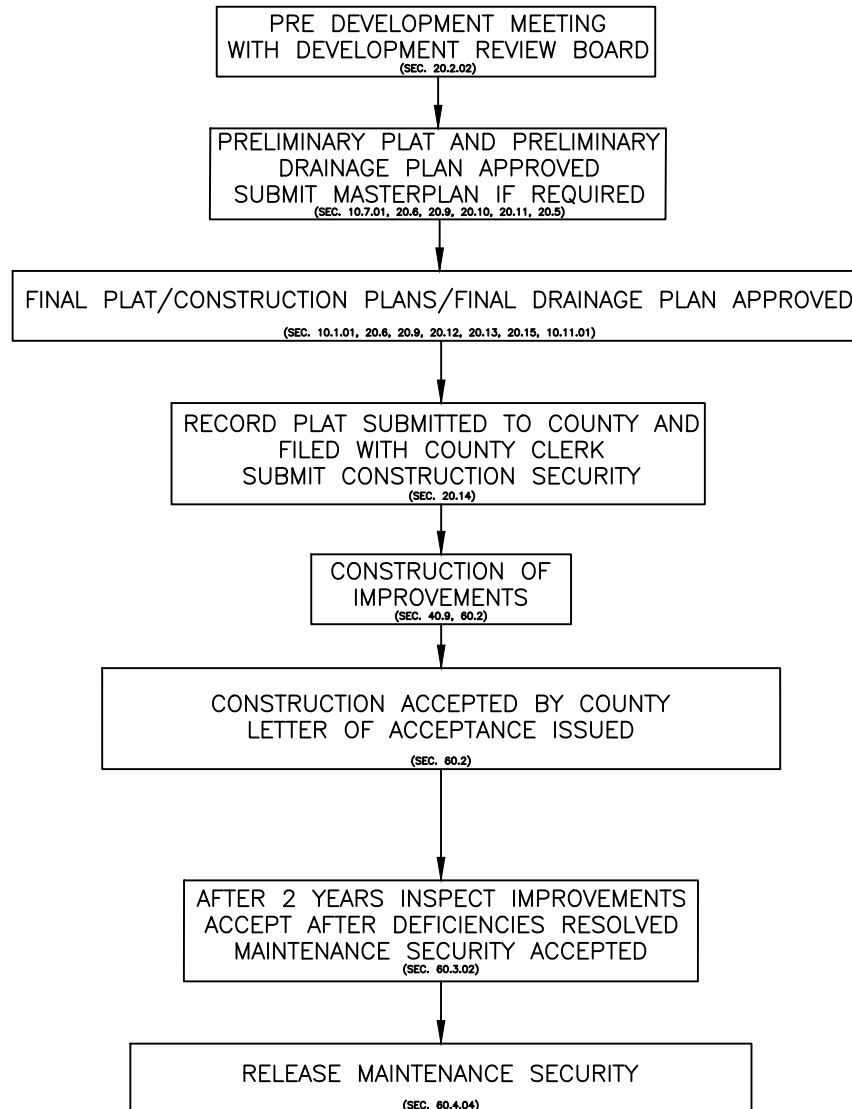 PRE DEVELOPMENT MEETING
WITH DEVELOPMENT REVIEW BOARD
(SEC. 20.2.02)
PRELIMINARY PLAT AND PRELIMINARY
DRAINAGE PLAN APPROVED
SUBMIT MASTERPLAN IF REQUIRED
(SEC. 10.7.01, 20.6, 20.9, 20.10, 20.11, 20.5)
FINAL PLAT/CONSTRUCTION PLANS/FINAL DRAINAGE PLAN APPROVED
(SEC. 10.1.01, 20.6, 20.9, 20.12, 20.13, 20.15, 10.11.01)
RECORD PLAT SUBMITTED TO COUNTY AND
FILED WITH COUNTY CLERK
SUBMIT CONSTRUCTION SECURITY
(SEC. 20.14)
CONSTRUCTION OF
IMPROVEMENTS
(SEC. 40.9, 60.2)
CONSTRUCTION ACCEPTED BY COUNTY
LETTER OF ACCEPTANCE ISSUED
(SEC. 60.2)
AFTER 2 YEARS INSPECT IMPROVEMENTS
ACCEPT AFTER DEFICIENCIES RESOLVED
MAINTENANCE SECURITY ACCEPTED
(SEC. 60.3.02)
RELEASE MAINTENANCE SECURITY
(SEC. 60.4.04)